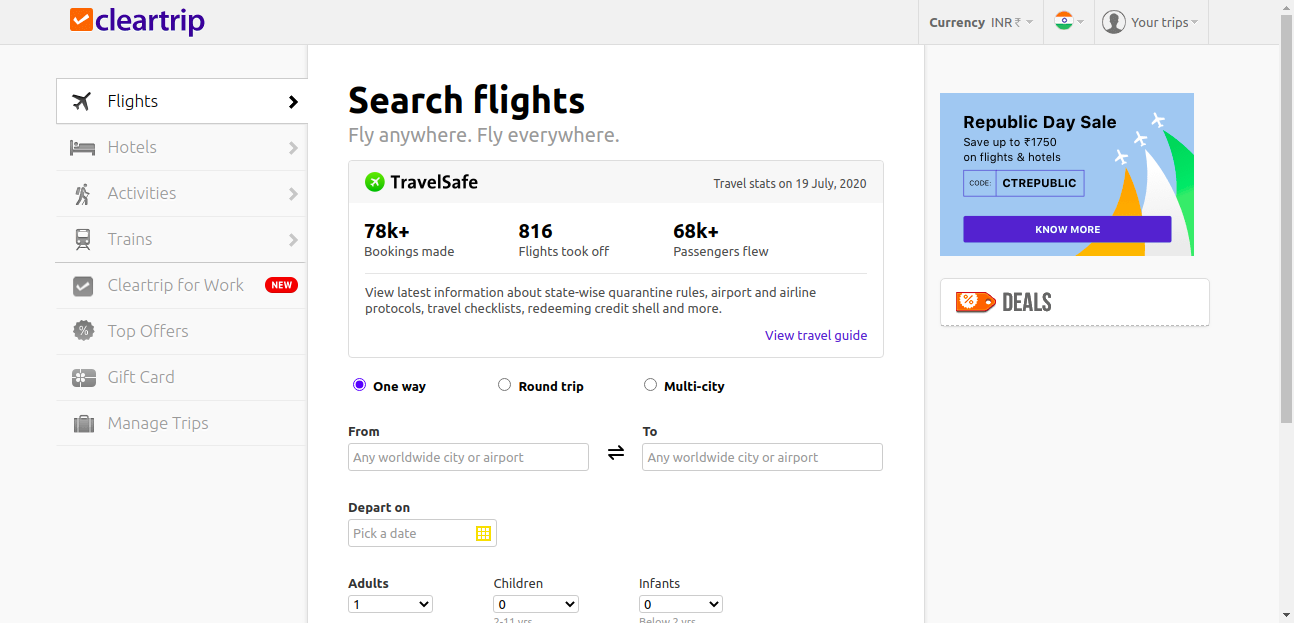 cleartrip
Currency INR ₹
Your trips
Flights
Hotels
Activities
Trains
Cleartrip for Work NEW
Top Offers
Gift Card
Manage Trips
Search flights
Fly anywhere. Fly everywhere.
TravelSafe
Travel stats on 19 July, 2020
78k+ 816 68k+
Bookings made Flights took off Passengers flew
View latest information about state-wise quarantine rules, airport and airline
protocols, travel checklists, redeeming credit shell and more.
View travel guide
One way Round trip Multi-city
From To
Any worldwide city or airport Any worldwide city or airport
Depart on
Pick a date
Adults Children Infants
1 0 0
2-11 yrs Below 2 yrs
Republic Day Sale
Save up to ₹1750
on flights & hotels
CODE: CTREPUBLIC
KNOW MORE
% DEALS